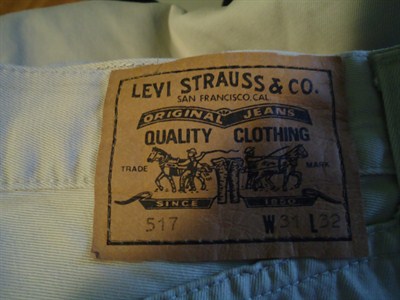 LEVI STRAUSS & CO.
SAN FRANCISCO, CAL.
ORIGINAL JEANS
QUALITY CLOTHING
TRADE MARK
SINCE 1850
517 W 31 L 32